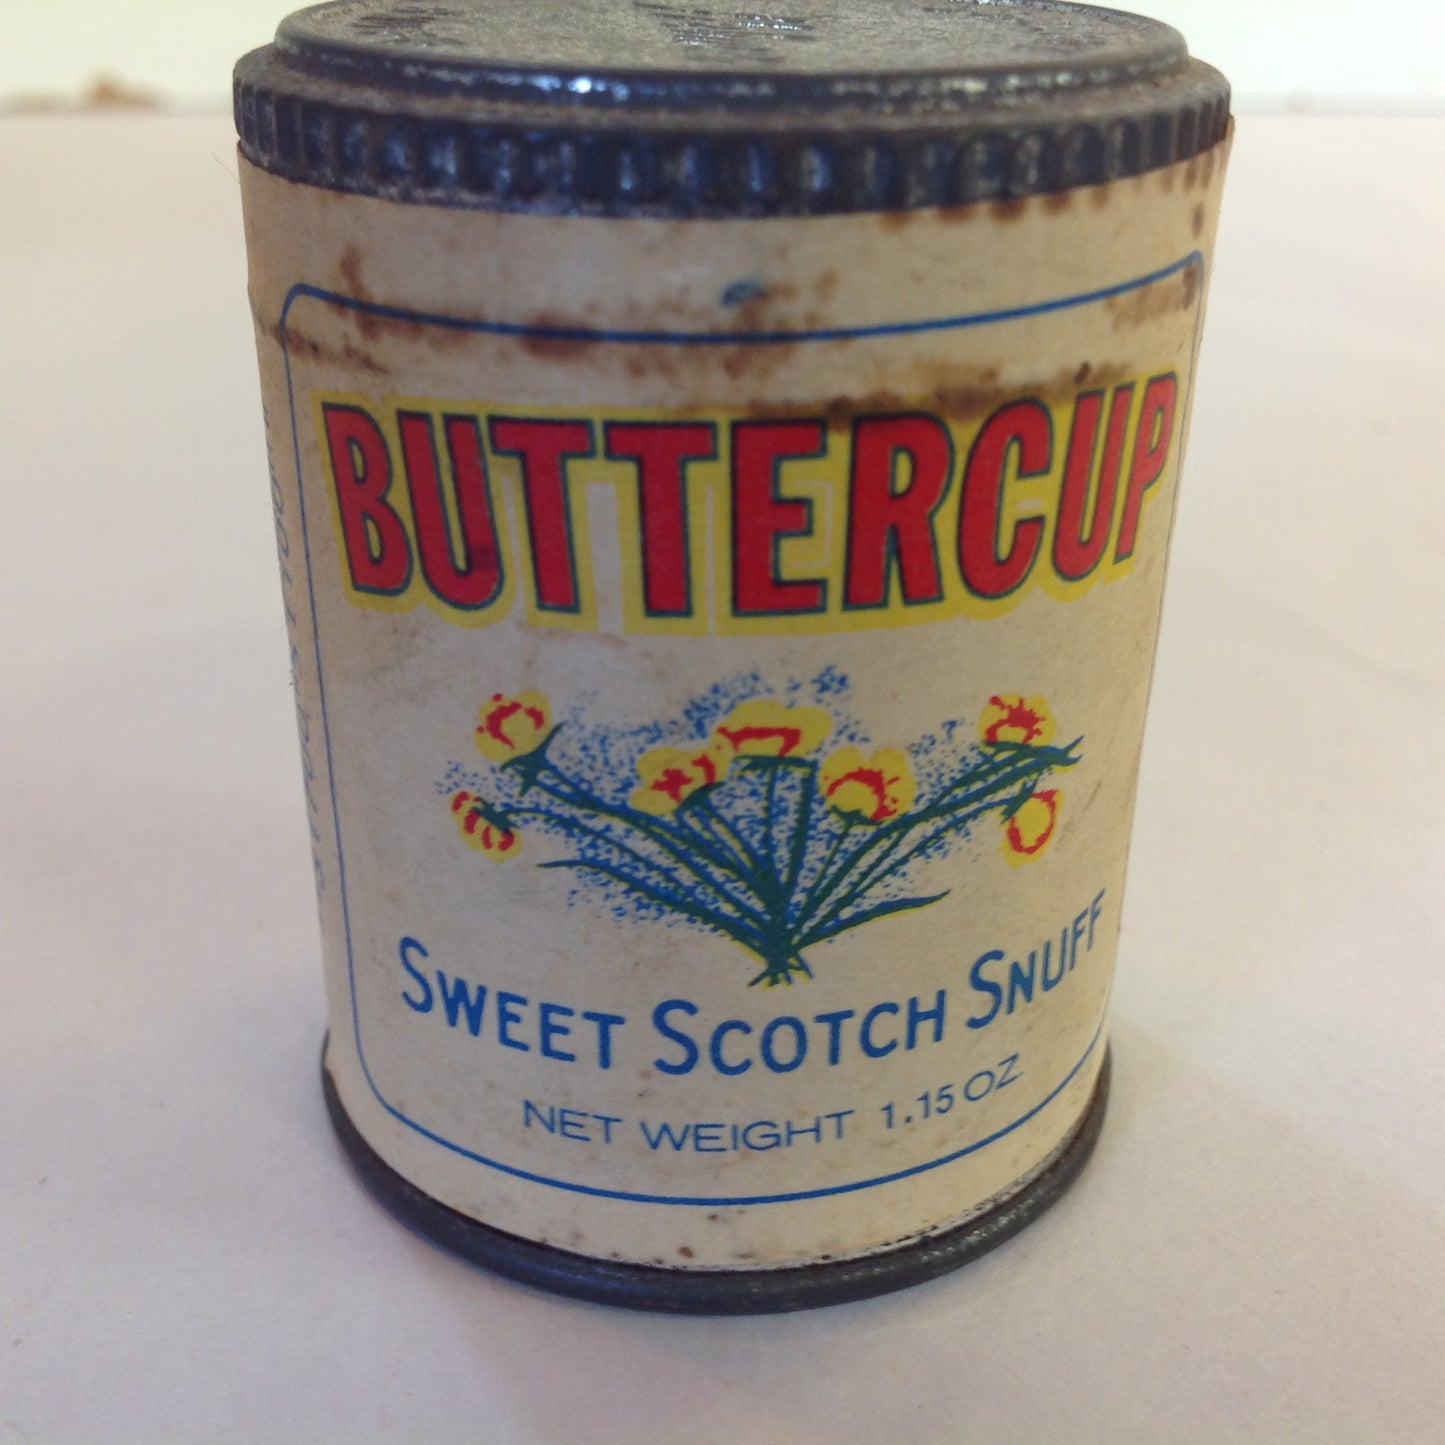 BUTTERCUP
SWEET SCOTCH SNUFF
NET WEIGHT 1.15 OZ.